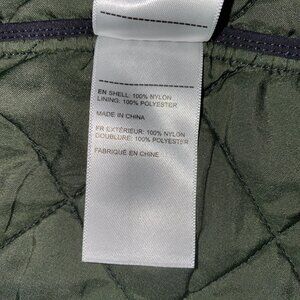 EN SHELL: 100% NYLON
LINING: 100% POLYESTER
MADE IN CHINA
FR EXTÉRIEUR: 100% NYLON
DOUBLURE: 100% POLYESTER
FABRIQUÉ EN CHINE